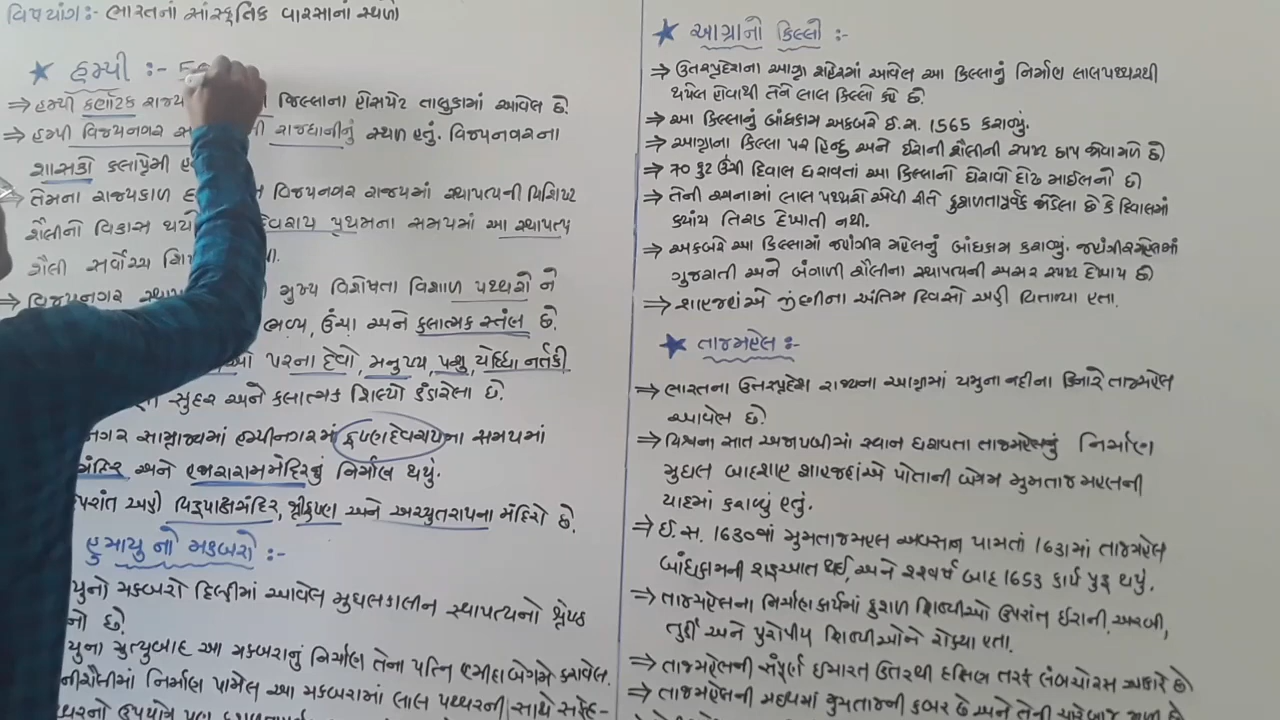 વિષયાંગ:- ભારતનાં સાંસ્કૃતિક વારસાનાં સ્થળો
★ હમ્પી :-
⇒ હમ્પી કર્ણાટક રાજ્ય જિલ્લાના હોસપેટ તાલુકામાં આવેલ છે.
⇒ હમ્પી વિજયનગર રાજધાનીનું સ્થળ હતું. વિજયનગરના
શાસકો કલાપ્રેમી
⇒ તેમના રાજ્યકાળ વિજયનગર રાજ્યમાં સ્થાપત્યની વિશિષ્ટ
શૈલીનો વિકાસ થયો દેવરાય પ્રથમના સમયમાં આ સ્થાપત્ય
શૈલી સર્વોચ્ચ
⇒ વિજયનગર મુખ્ય વિશેષતા વિશાળ પથ્થરો ને
ભવ્ય, ઉંચા અને કલાત્મક સ્તંભ છે.
પરના દેવો, મનુષ્ય, પશુ, યોધ્ધા નર્તકી
સુંદર અને કલાત્મક શિલ્પો કંડારેલા છે.
નગર સામ્રાજ્યમાં હમ્પીનગરમાં કૃષ્ણદેવરાયના સમયમાં
મંદિર અને હજારારામમંદિરનું નિર્માણ થયું.
પરાંત અહી વિરૂપાક્ષમંદિર, શ્રીકૃષ્ણ અને અચ્યુતરાયના મંદિરો છે.
હુમાયુ નો મકબરો :-
યુનો મકબરો દિલ્હીમાં આવેલ મુઘલકાલીન સ્થાપત્યનો શ્રેષ્ઠ
નો છે.
યુના મૃત્યુબાદ આ મકબરાનું નિર્માણ તેના પત્નિ હમીદાબેગમે કરાવેલ.
નીશૈલીમાં નિર્માણ પામેલ આ મકબરામાં લાલ પથ્થરની સાથે સફે-
થ્થરનો ઉપયોગ પણ
★ આગ્રાનો કિલ્લો :-
⇒ ઉતરપ્રદેશના આગ્રા શહેરમાં આવેલ આ કિલ્લાનું નિર્માણ લાલપથ્થરથી
થયેલ હોવાથી તેને લાલ કિલ્લો કહે છે.
⇒ આ કિલ્લાનું બાંધકામ અકબરે ઈ.સ. 1565 કરાવ્યું.
⇒ આગ્રાના કિલ્લા પર હિન્દુ અને ઈરાની શૈલીની સ્પષ્ટ છાપ જોવા મળે છે
⇒ ૭૦ ફુટ ઉંચી દિવાલ ધરાવતાં આ કિલ્લાનો ઘેરાવો દોઢ માઈલનો છે
⇒ તેની રચનામાં લાલ પથ્થરો એવી રીતે કુશળતાપૂર્વક જોડેલા છે કે દિવાલમાં
ક્યાંય તિરાડ દેખાતી નથી.
⇒ અકબરે આ કિલ્લામાં જહાંગીર મહેલનું બાંધકામ કરાવ્યું. જહાંગીરમહેલમાં
ગુજરાતી અને બંગાળી શૈલીના સ્થાપત્યની અસર સ્પષ્ટ દેખાય છે
⇒ શાહજહાંએ જીંદગીના અંતિમ દિવસો અહી વિતાવ્યા હતા.
★ તાજમહેલ :-
⇒ ભારતના ઉત્તરપ્રદેશ રાજ્યના આગ્રામાં યમુના નદીના કિનારે તાજમહેલ
આવેલ છે.
⇒ વિશ્વના સાત અજાયબીમાં સ્થાન ધરાવતા તાજમહેલનું નિર્માણ
મુઘલ બાદશાહ શાહજહાંએ પોતાની બેગમ મુમતાજ મહલની
યાદમાં કરાવ્યું હતું.
⇒ ઈ.સ. 1630માં મુમતાજમહલ અવસાન પામતાં 1631માં તાજમહેલ
બાંધકામની શરૂઆત થઈ, અને ૨૨વર્ષ બાદ 1653 કાર્ય પુરૂ થયું.
⇒ તાજમહેલના નિર્માણકાર્યમાં કુશળ શિલ્પીઓ ઉપરાંત ઈરાની, અરબી,
તુર્કી અને યુરોપીય શિલ્પીઓને રોક્યા હતા.
⇒ તાજમહેલની સંપૂર્ણ ઈમારત ઉત્તરથી દક્ષિણ તરફ લંબચોરસ આકારે છે
⇒ તાજમહેલની મધ્યમાં મુમતાજની કબર છે અને તેની